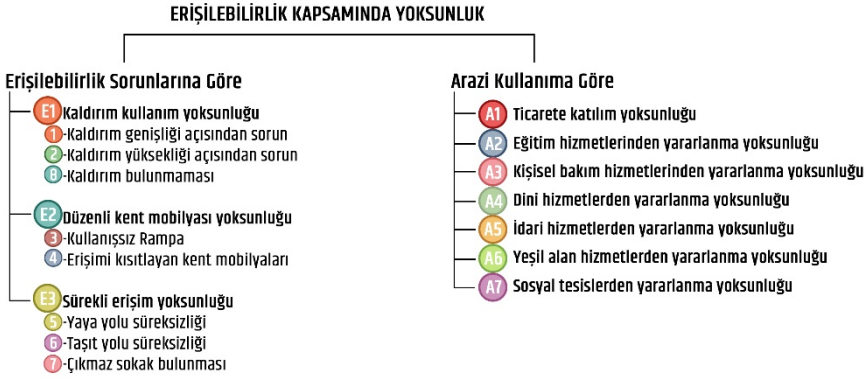 ERİŞİLEBİLİRLİK KAPSAMINDA YOKSUNLUK
Erişilebilirlik Sorunlarına Göre
E1 Kaldırım kullanım yoksunluğu
1 -Kaldırım genişliği açısından sorun
2 -Kaldırım yüksekliği açısından sorun
8 -Kaldırım bulunmaması
E2 Düzenli kent mobilyası yoksunluğu
3 -Kullanışsız Rampa
4 -Erişimi kısıtlayan kent mobilyaları
E3 Sürekli erişim yoksunluğu
5 -Yaya yolu süreksizliği
6 -Taşıt yolu süreksizliği
7 -Çıkmaz sokak bulunması
Arazi Kullanıma Göre
A1 Ticarete katılım yoksunluğu
A2 Eğitim hizmetlerinden yararlanma yoksunluğu
A3 Kişisel bakım hizmetlerinden yararlanma yoksunluğu
A4 Dini hizmetlerden yararlanma yoksunluğu
A5 İdari hizmetlerden yararlanma yoksunluğu
A6 Yeşil alan hizmetlerden yararlanma yoksunluğu
A7 Sosyal tesislerden yararlanma yoksunluğu